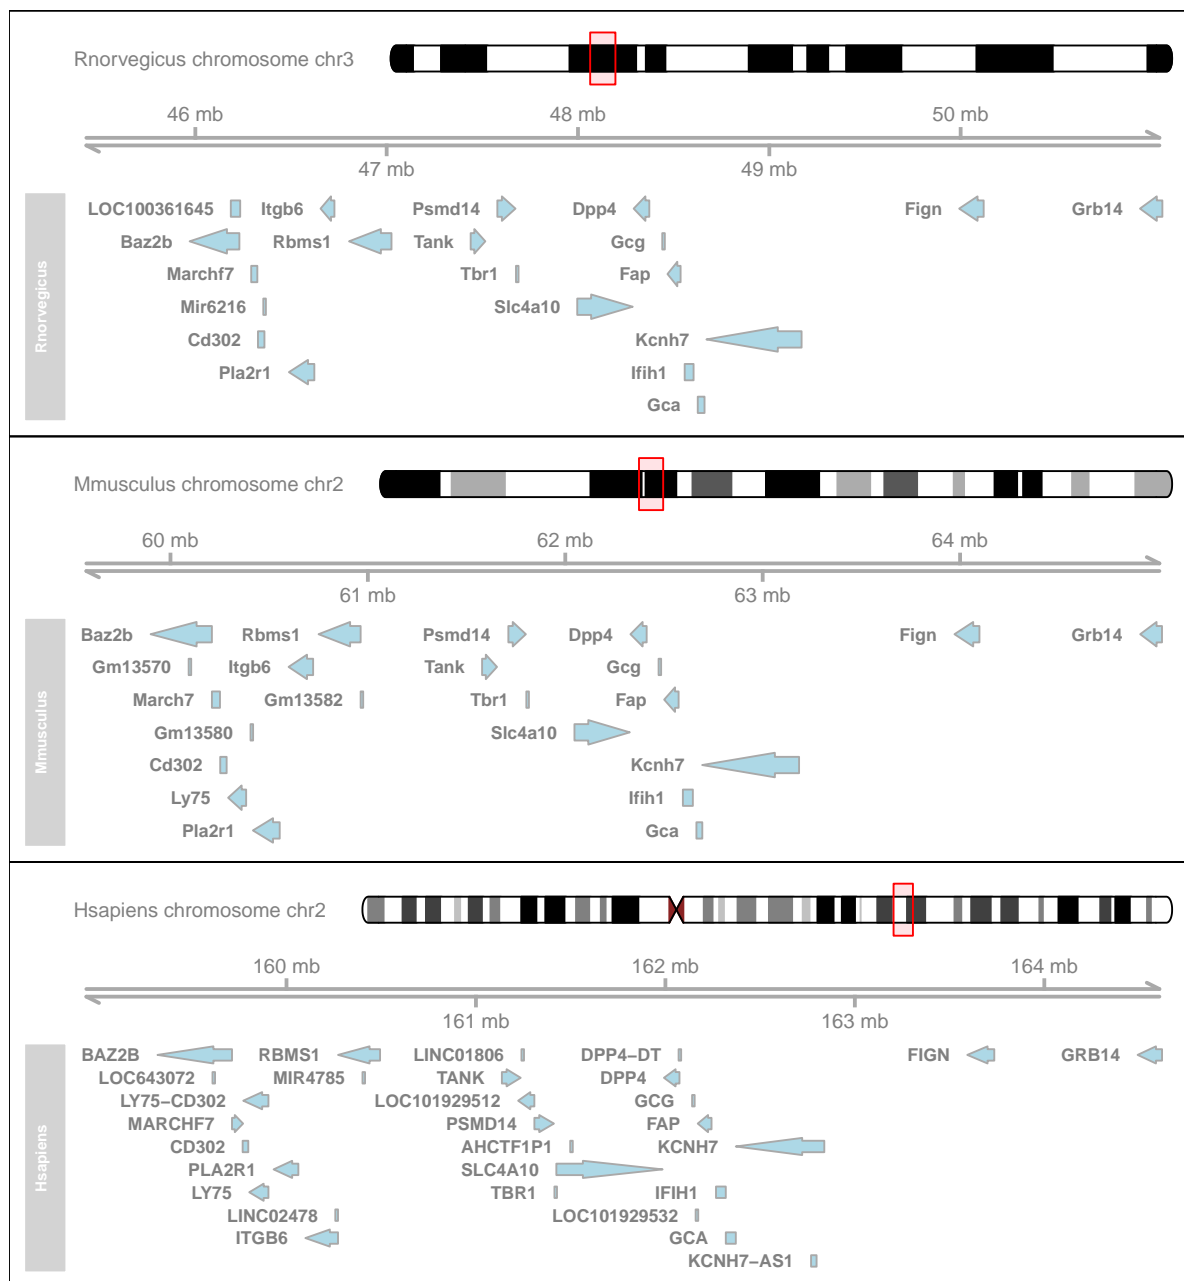 Rnorvegicus chromosome chr3
46 mb 48 mb 50 mb
47 mb 49 mb
Rnorvegicus
LOC100361645 Itgb6 Psmd14 Dpp4 Fign Grb14
Baz2b Rbms1 Tank Gcg
Marchf7 Tbr1 Fap
Mir6216 Slc4a10
Cd302 Kcnh7
Pla2r1 Ifih1
Gca
Mmusculus chromosome chr2
60 mb 62 mb 64 mb
61 mb 63 mb
Mmusculus
Baz2b Rbms1 Psmd14 Dpp4 Fign Grb14
Gm13570 Itgb6 Tank Gcg
March7 Gm13582 Tbr1 Fap
Gm13580 Slc4a10
Cd302 Kcnh7
Ly75 Ifih1
Pla2r1 Gca
Hsapiens chromosome chr2
160 mb 162 mb 164 mb
161 mb 163 mb
Hsapiens
BAZ2B RBMS1 LINC01806 DPP4−DT FIGN GRB14
LOC643072 MIR4785 TANK DPP4
LY75−CD302 LOC101929512 GCG
MARCHF7 PSMD14 FAP
CD302 AHCTF1P1 KCNH7
PLA2R1 SLC4A10
LY75 TBR1 IFIH1
LINC02478 LOC101929532
ITGB6 GCA
KCNH7−AS1